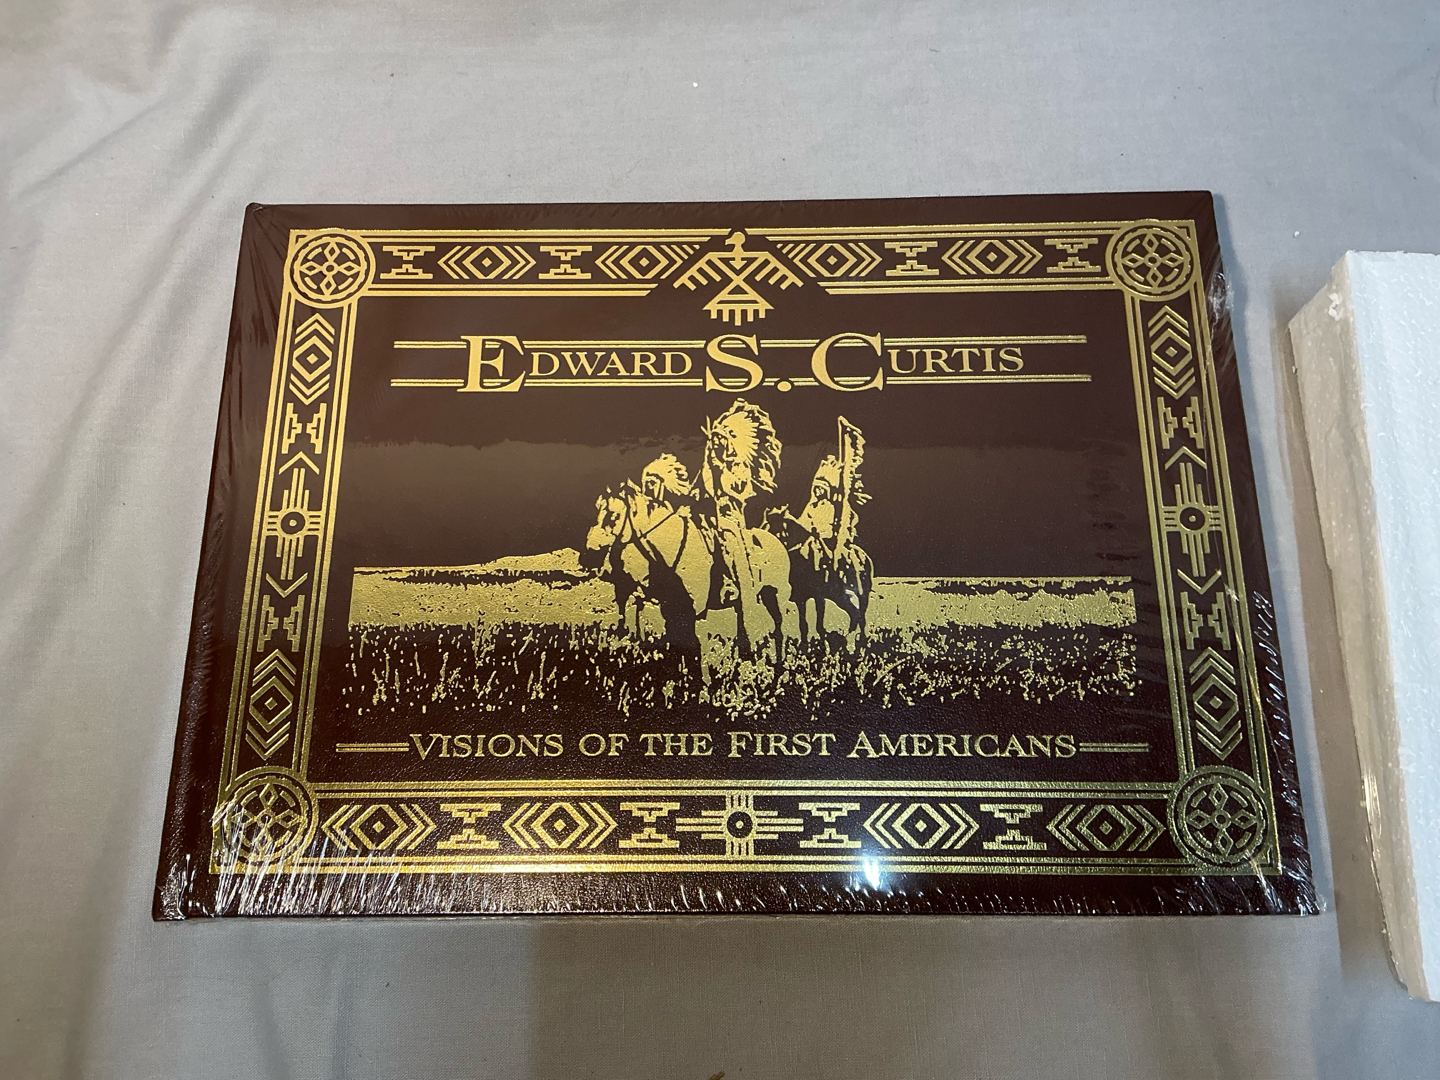 EDWARD S. CURTIS
VISIONS OF THE FIRST AMERICANS